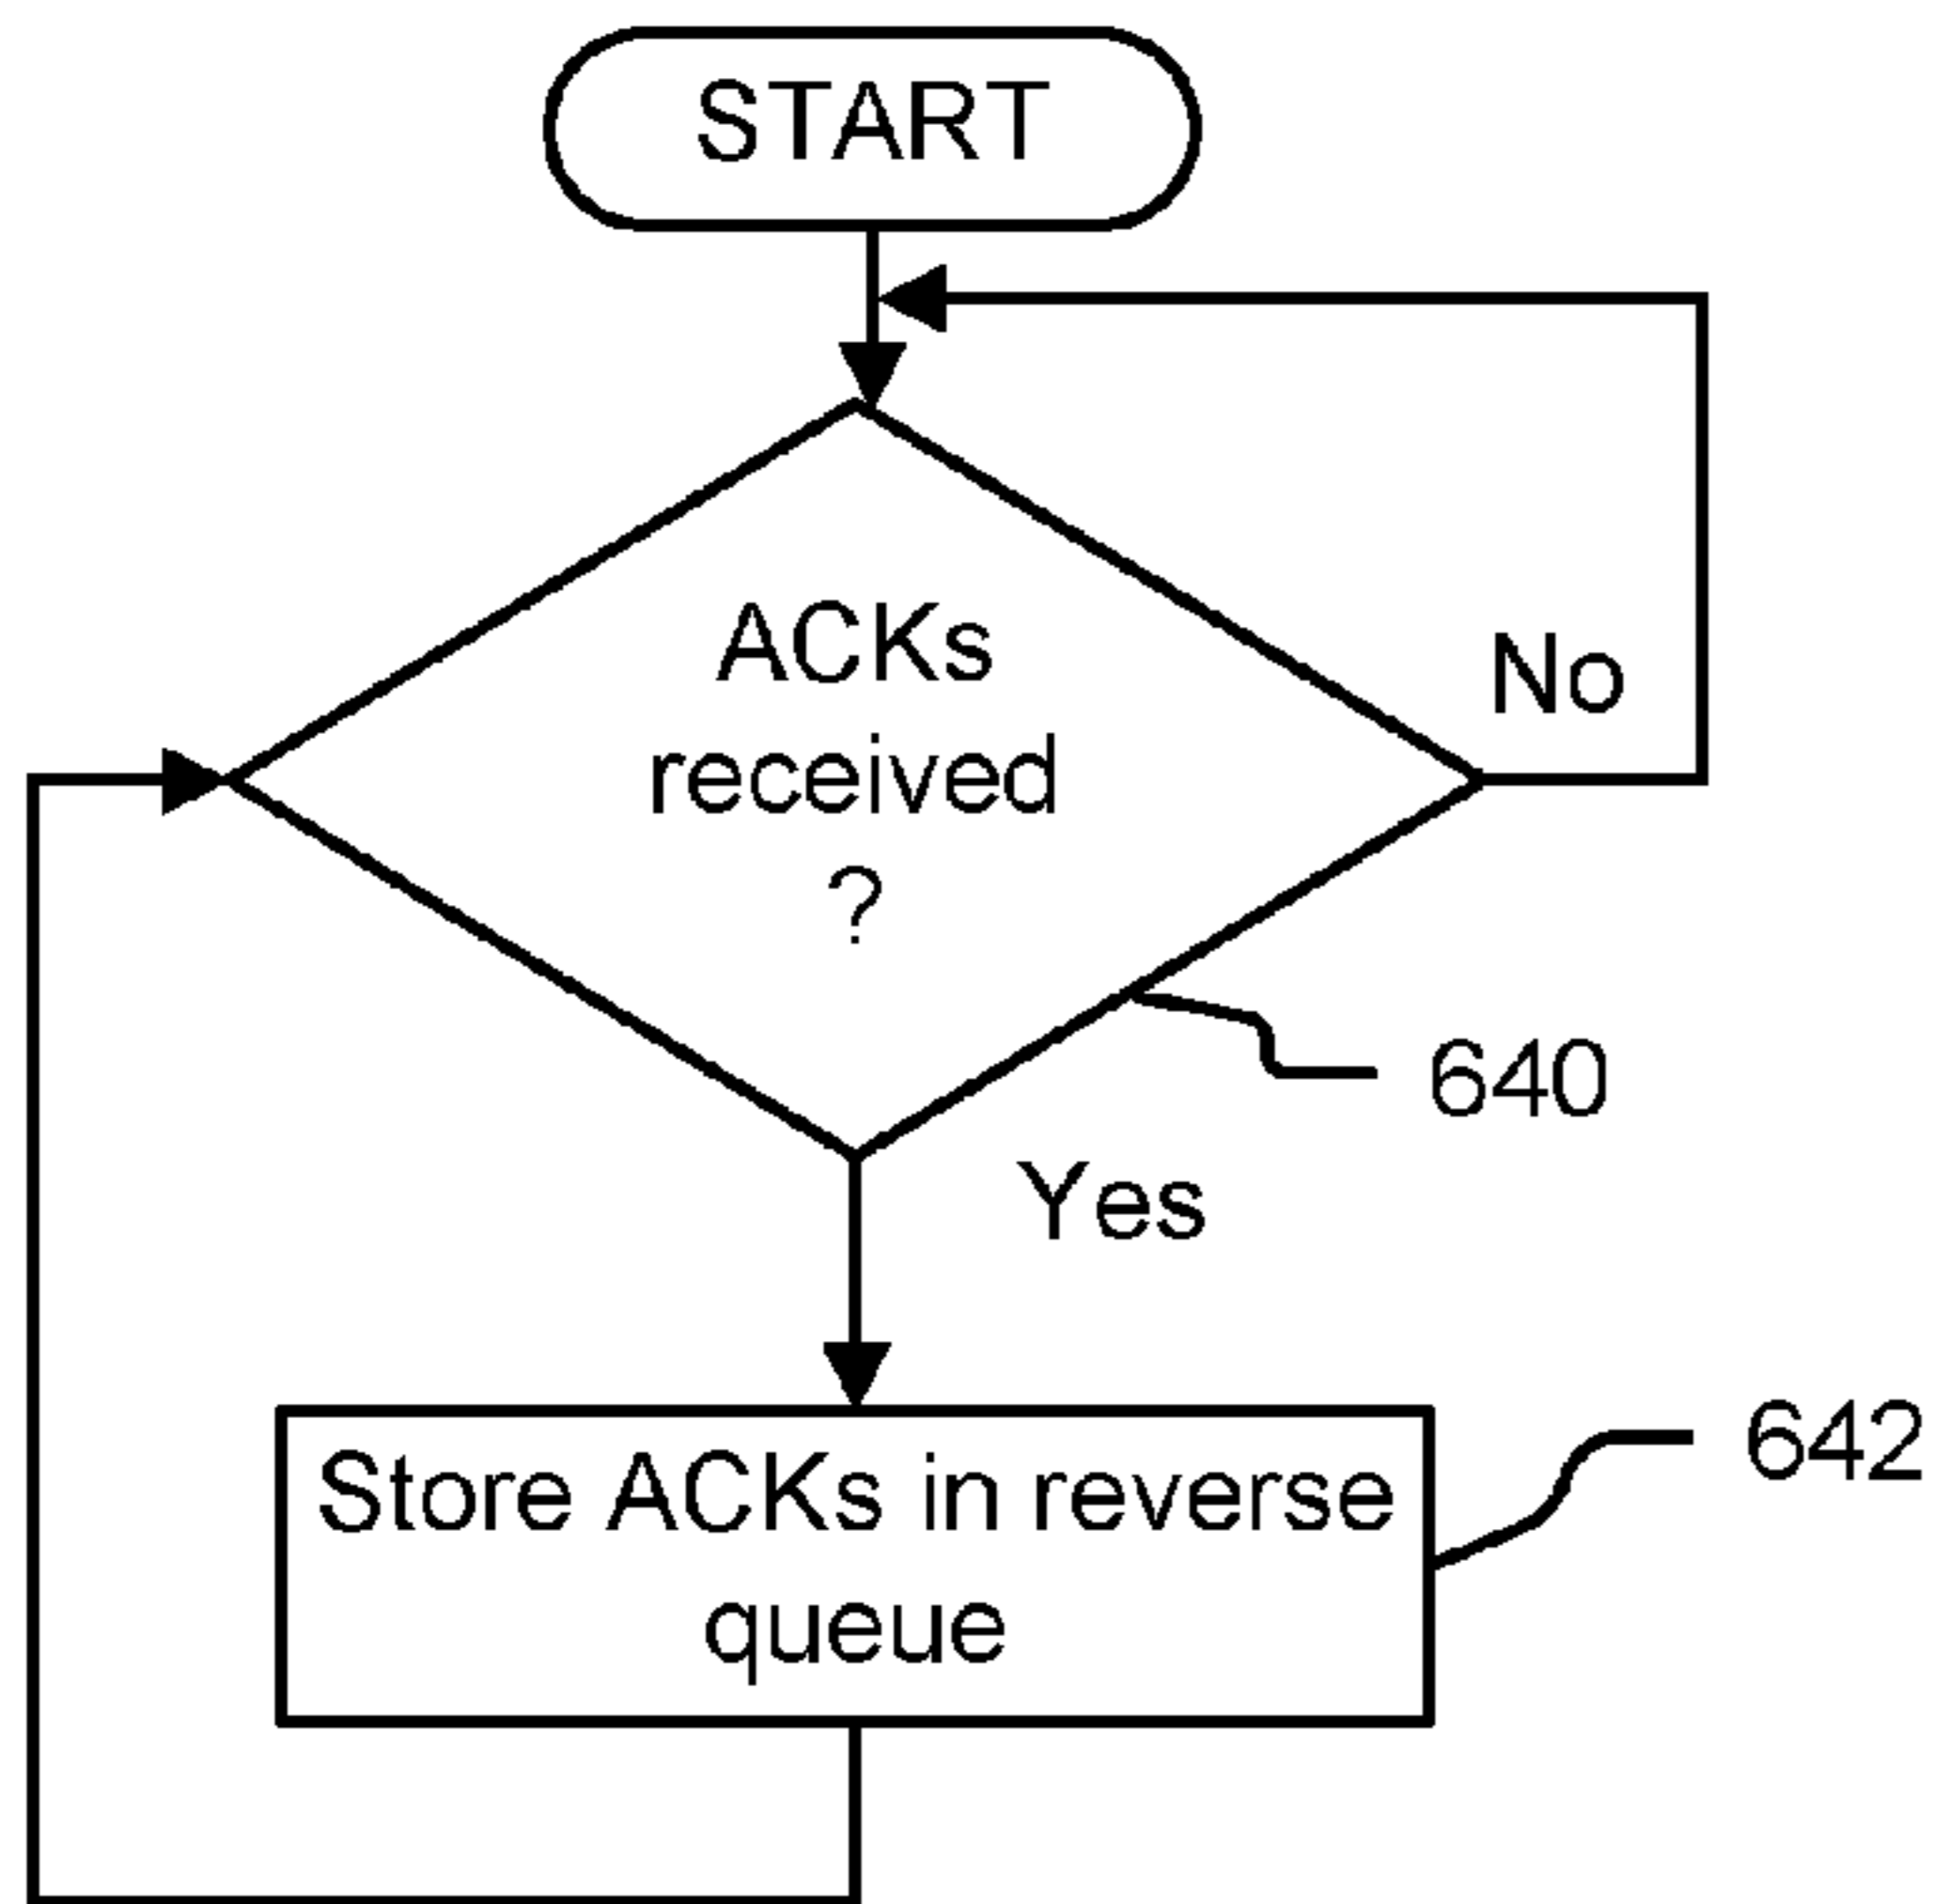 START
ACKs
received
?
No
640
Yes
Store ACKs in reverse
queue
642